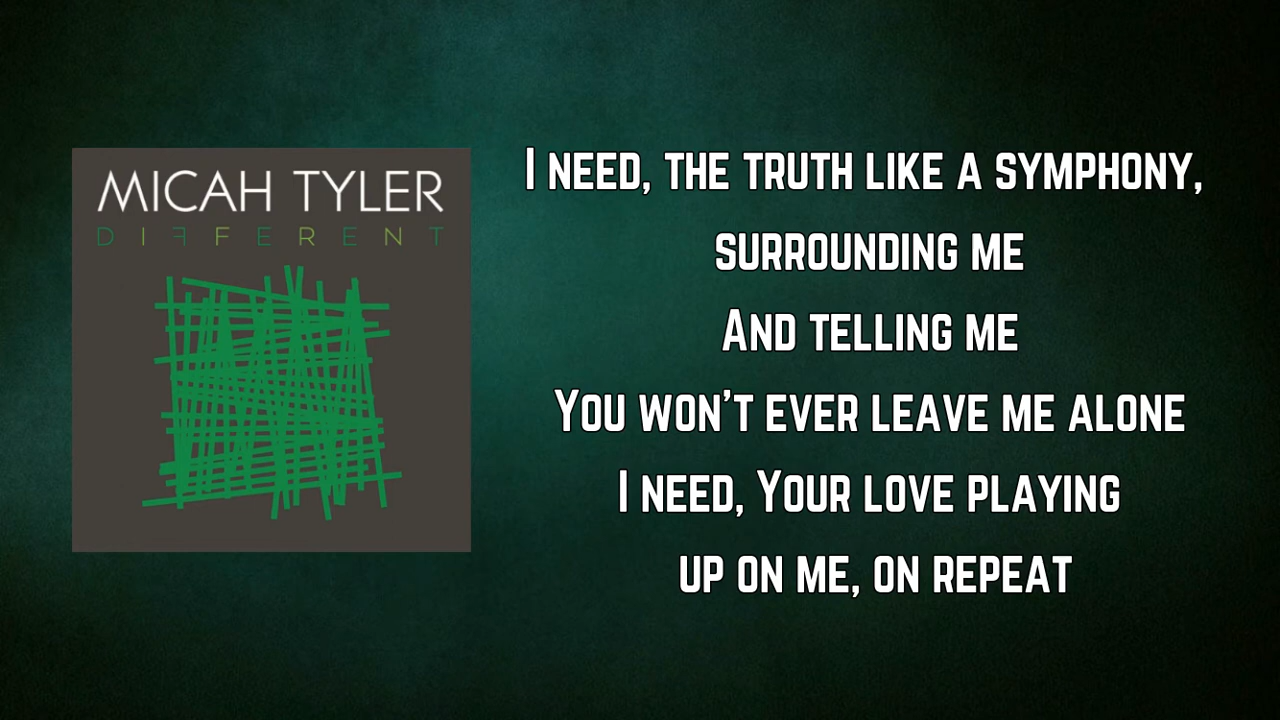 MICAH TYLER
DIFFERENT
I NEED, THE TRUTH LIKE A SYMPHONY,
SURROUNDING ME
AND TELLING ME
YOU WON'T EVER LEAVE ME ALONE
I NEED, YOUR LOVE PLAYING
UP ON ME, ON REPEAT